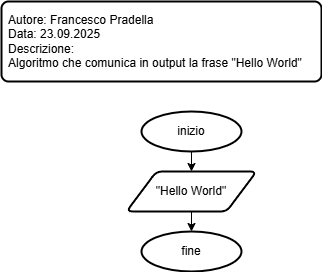 Autore: Francesco Pradella
Data: 23.09.2025
Descrizione:
Algoritmo che comunica in output la frase "Hello World"
inizio
"Hello World"
fine